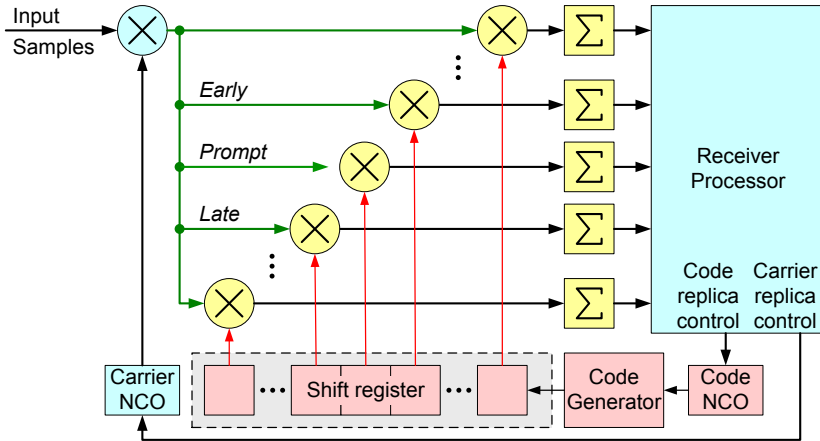 Input
Samples
Early
Prompt
Late
Σ
Σ
Σ
Σ
Σ
Receiver
Processor
Code
replica
control
Carrier
replica
control
Carrier
NCO
Shift register
Code
Generator
Code
NCO